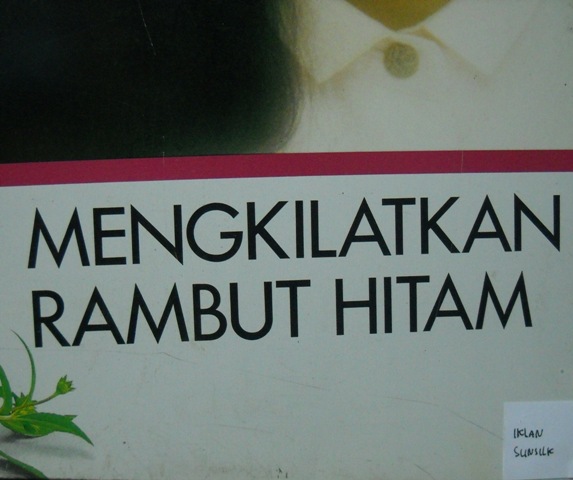 MENGKILATKAN
RAMBUT HITAM
IKLAN
SUNSILK